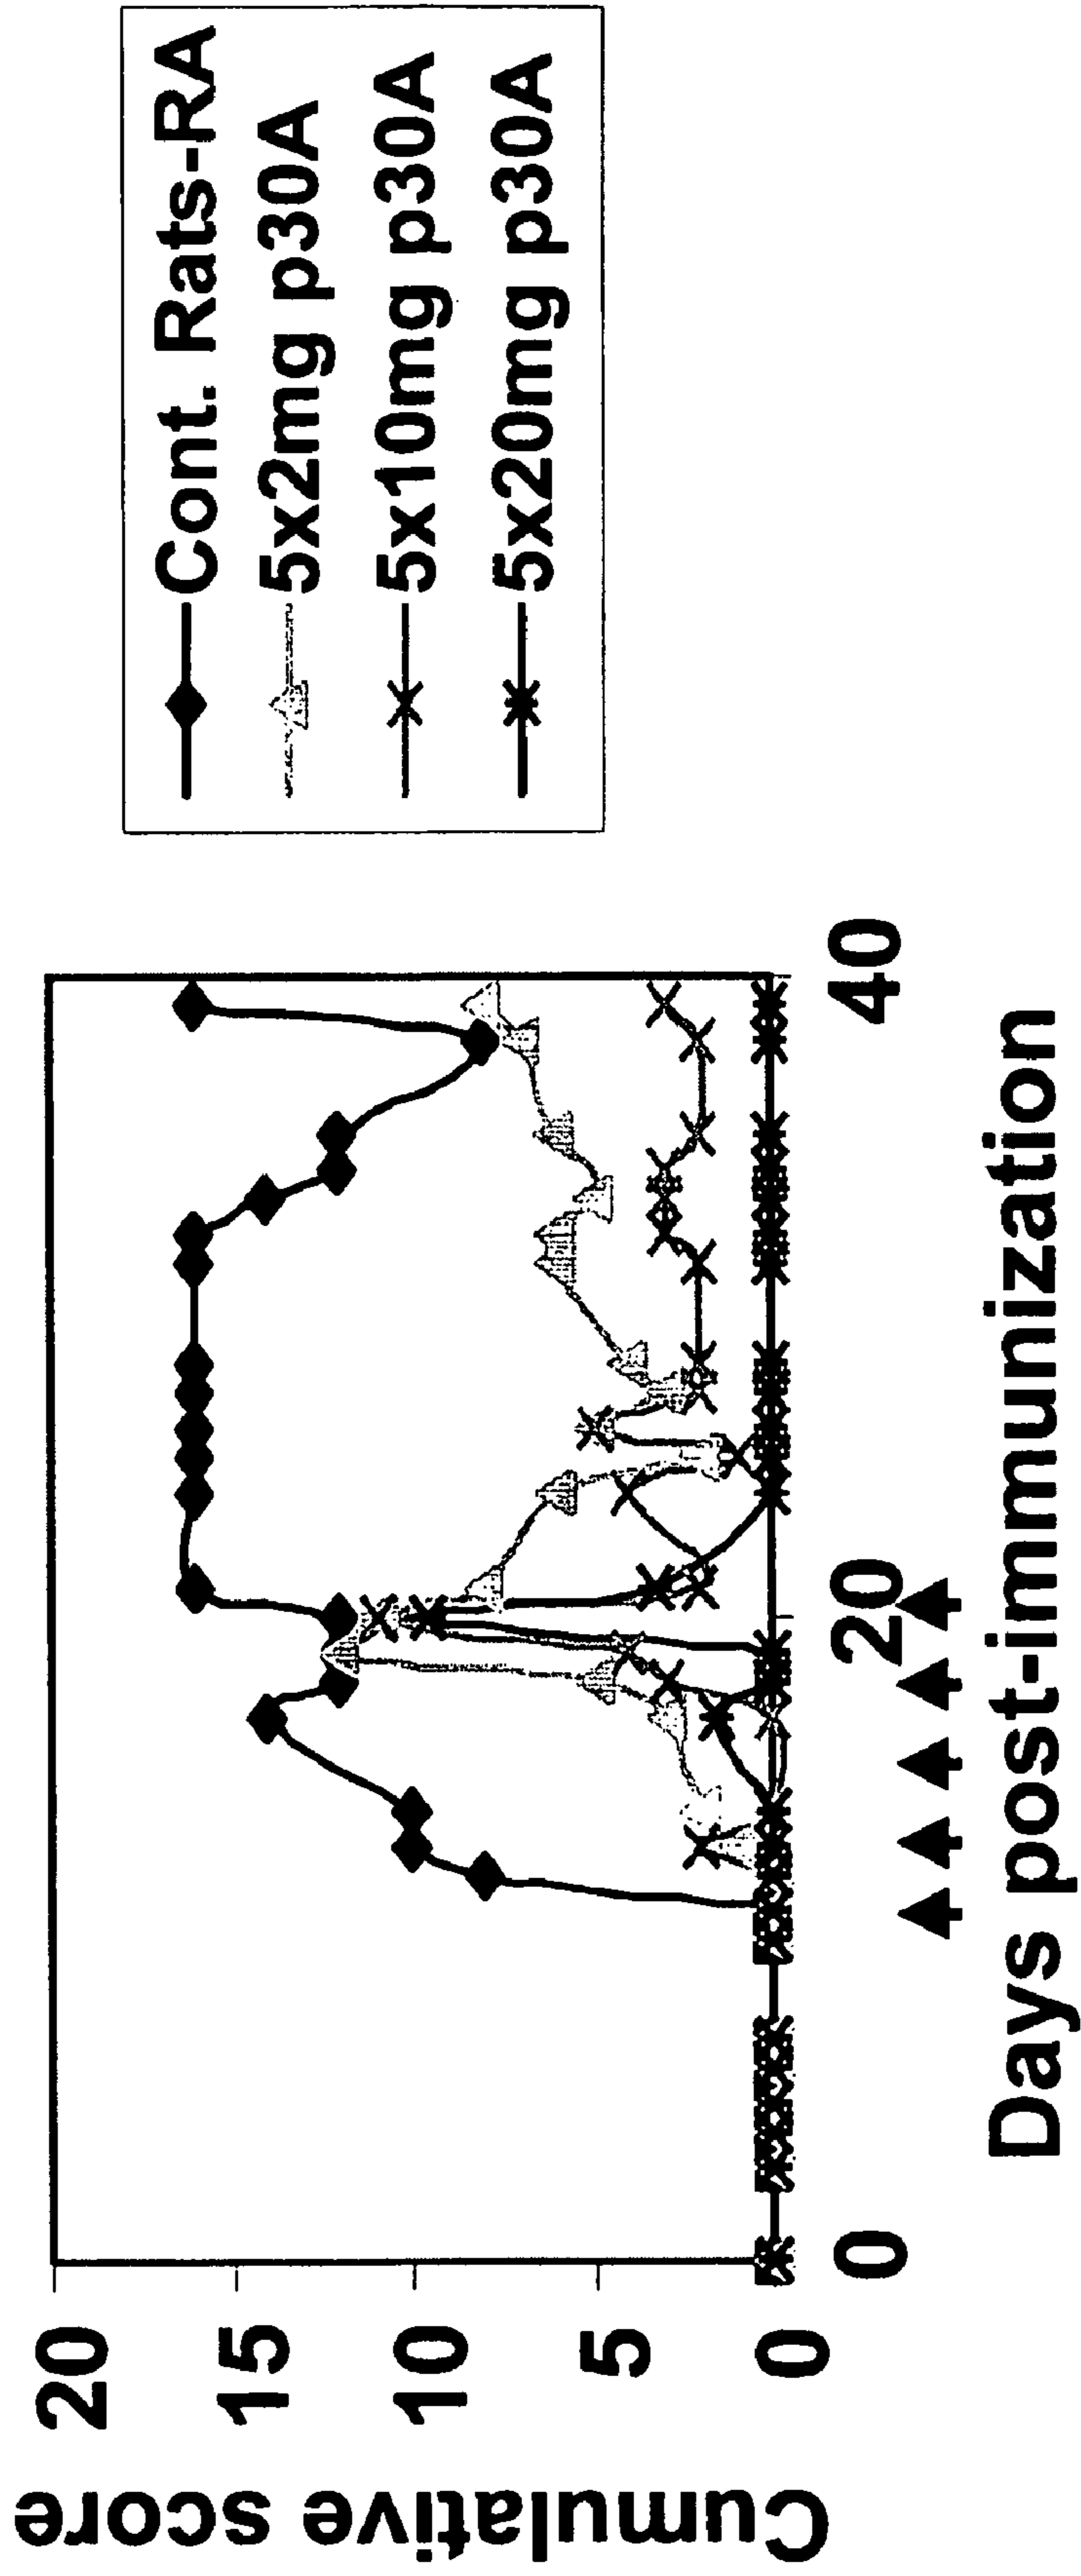 Cumulative score
20
15
10
5
0
0
20
40
Days post-immunization
Cont. Rats-RA
5x2mg p30A
5x10mg p30A
5x20mg p30A